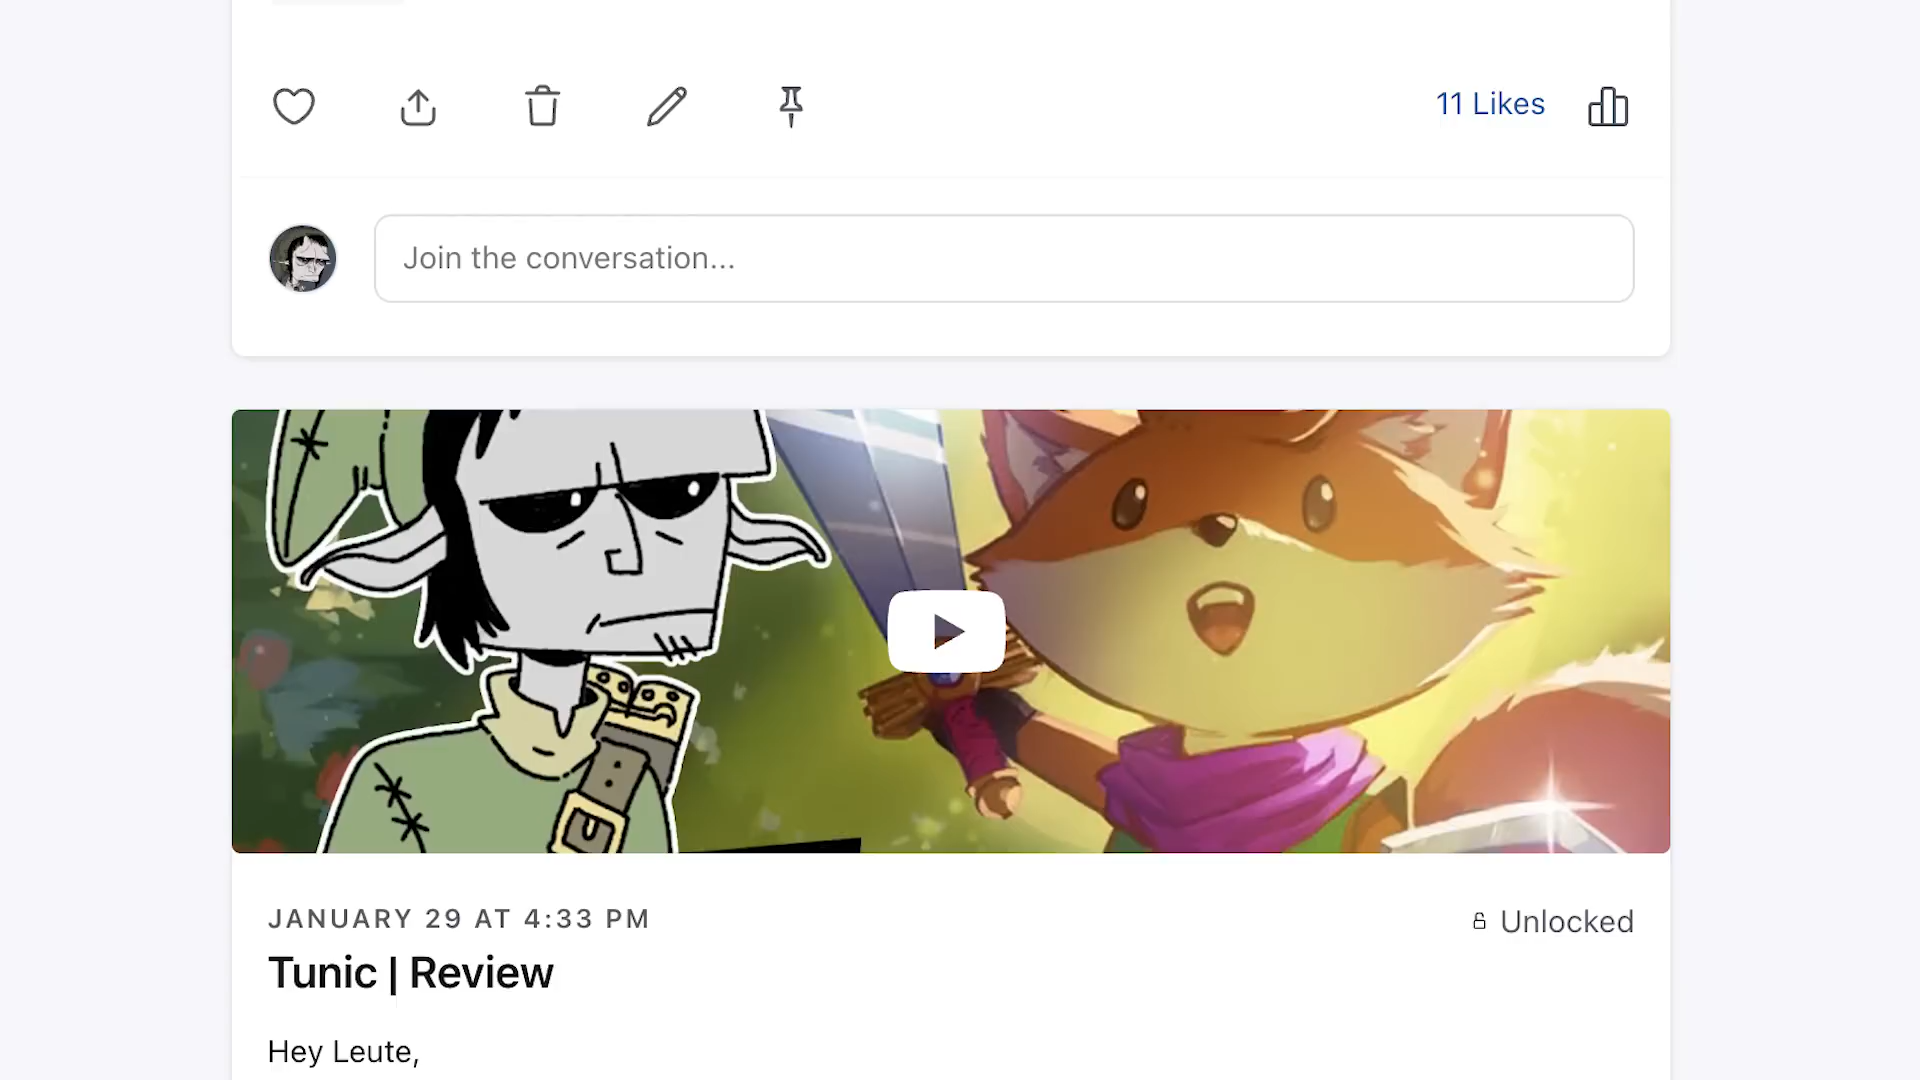 11 Likes
Join the conversation...
JANUARY 29 AT 4:33 PM
Unlocked
Tunic | Review
Hey Leute,